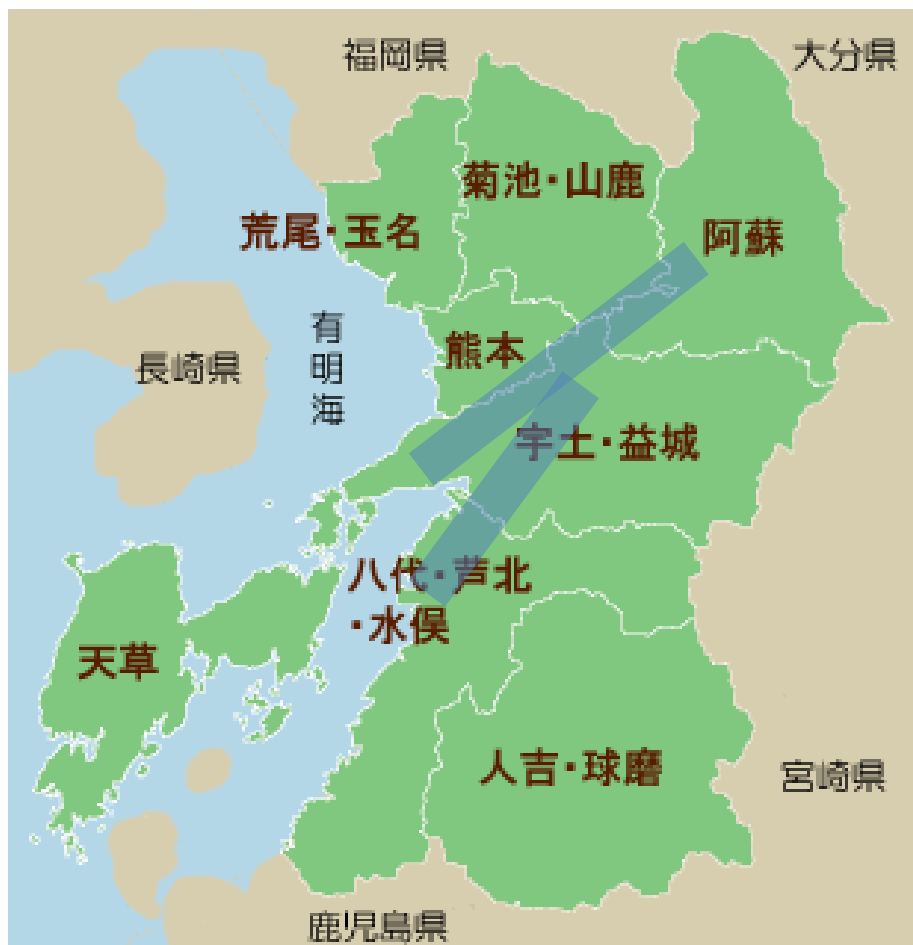 福岡県
大分県
菊池・山鹿
荒尾・玉名
阿蘇
有明海
熊本
長崎県
宇土・益城
八代・芦北
・水俣
天草
人吉・球磨
宮崎県
鹿児島県